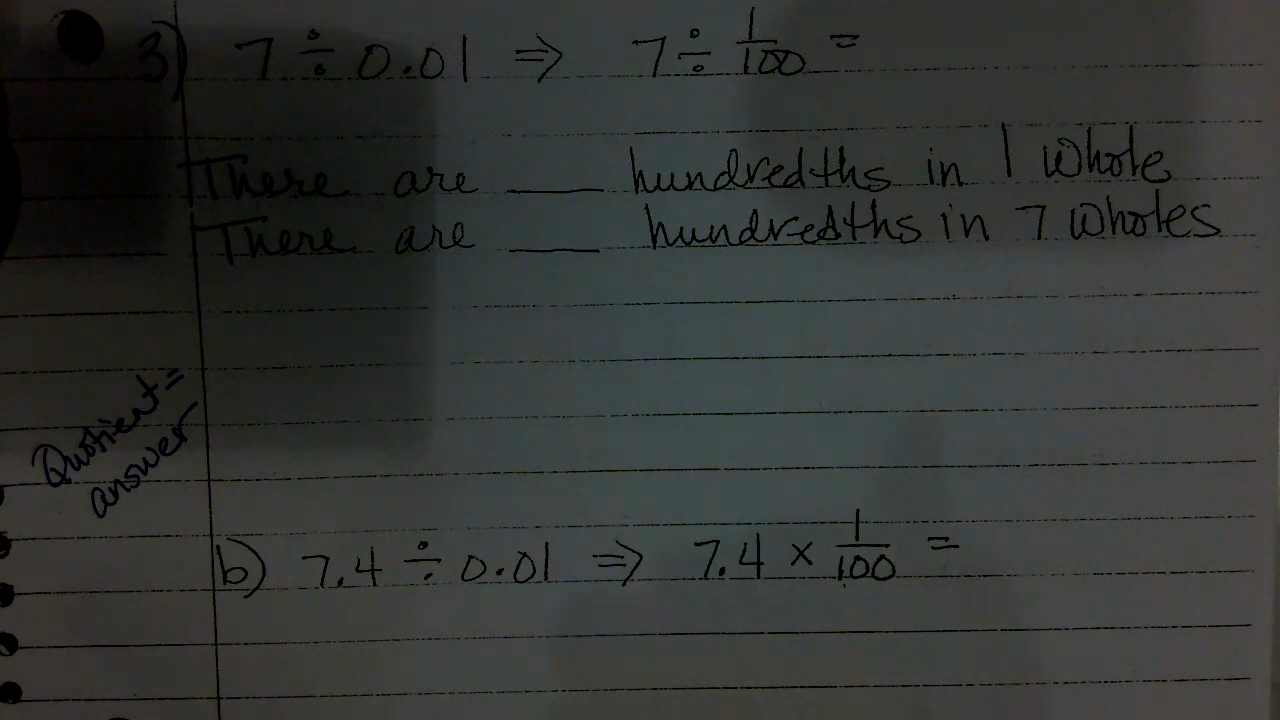 3) 7 ÷ 0.01 ⇒ 7 ÷ 1/100 =
There are ___ hundredths in 1 whole
There are ___ hundredths in 7 wholes
Quotient =
answer
b) 7.4 ÷ 0.01 ⇒ 7.4 × 1/100 =